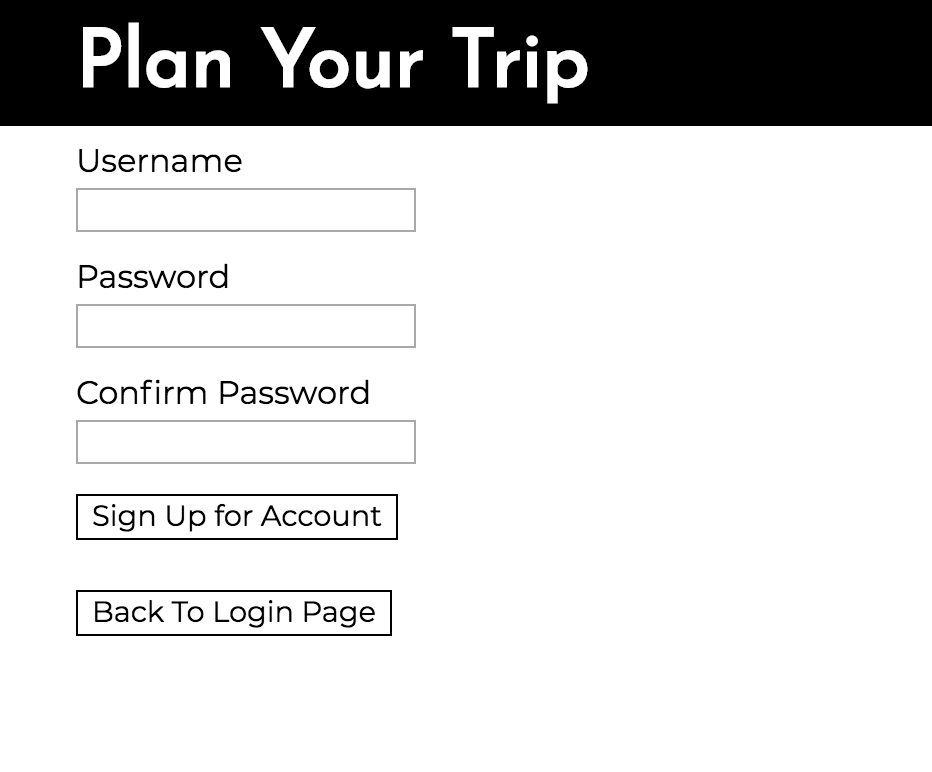 Plan Your Trip
Username
Password
Confirm Password
Sign Up for Account
Back To Login Page